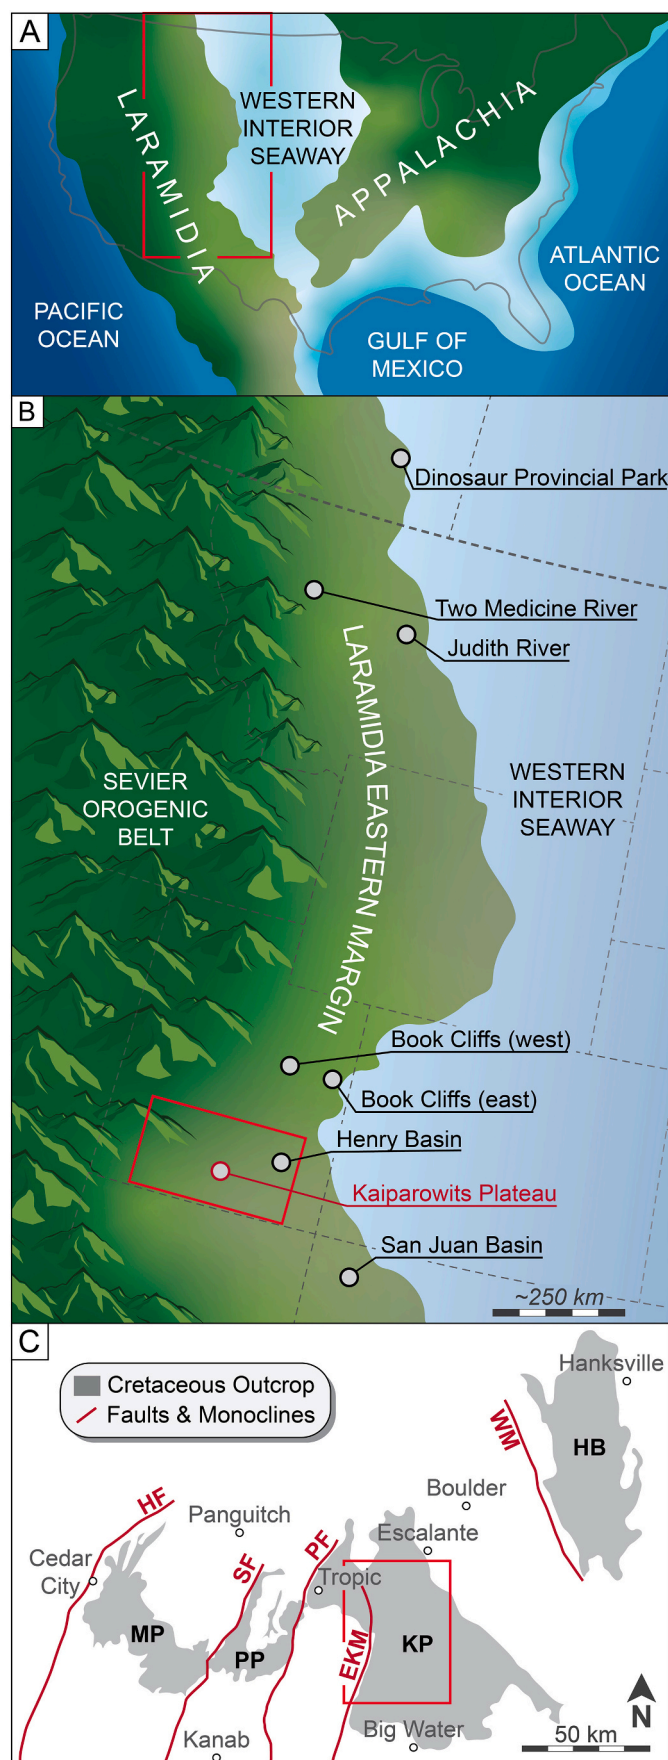 A
LARAMIDIA
WESTERN
INTERIOR
SEAWAY
APPALACHIA
PACIFIC
OCEAN
ATLANTIC
OCEAN
GULF OF
MEXICO
B
Dinosaur Provincial Park
Two Medicine River
Judith River
LARAMIDIA EASTERN MARGIN
SEVIER
OROGENIC
BELT
WESTERN
INTERIOR
SEAWAY
Book Cliffs (west)
Book Cliffs (east)
Henry Basin
Kaiparowits Plateau
San Juan Basin
~250 km
C
Cretaceous Outcrop
Faults & Monoclines
Hanksville
WM
HB
HF
Panguitch
Boulder
Escalante
Cedar
City
SF
PF
Tropic
MP
PP
EKM
KP
Kanab
Big Water
N
50 km